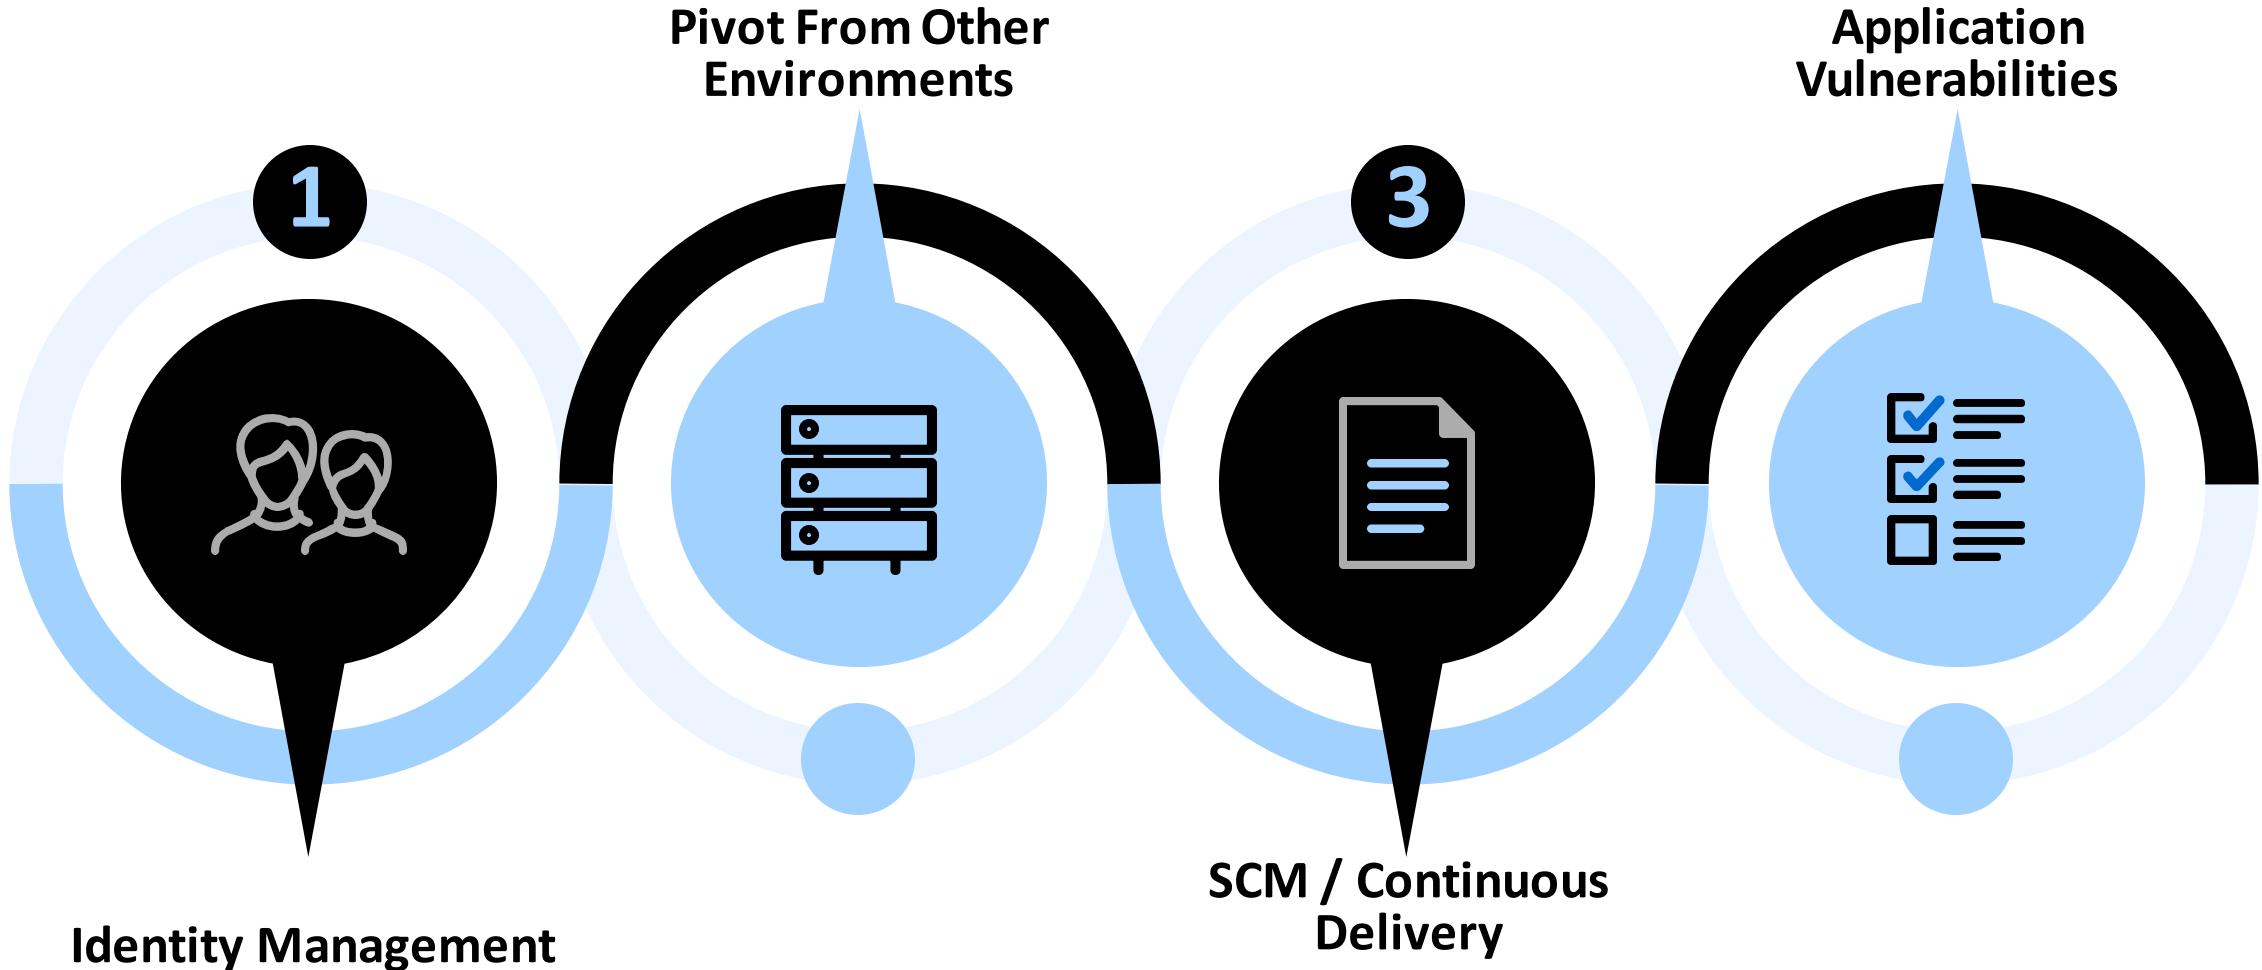 1
Identity Management
Pivot From Other
Environments
3
SCM / Continuous
Delivery
Application
Vulnerabilities